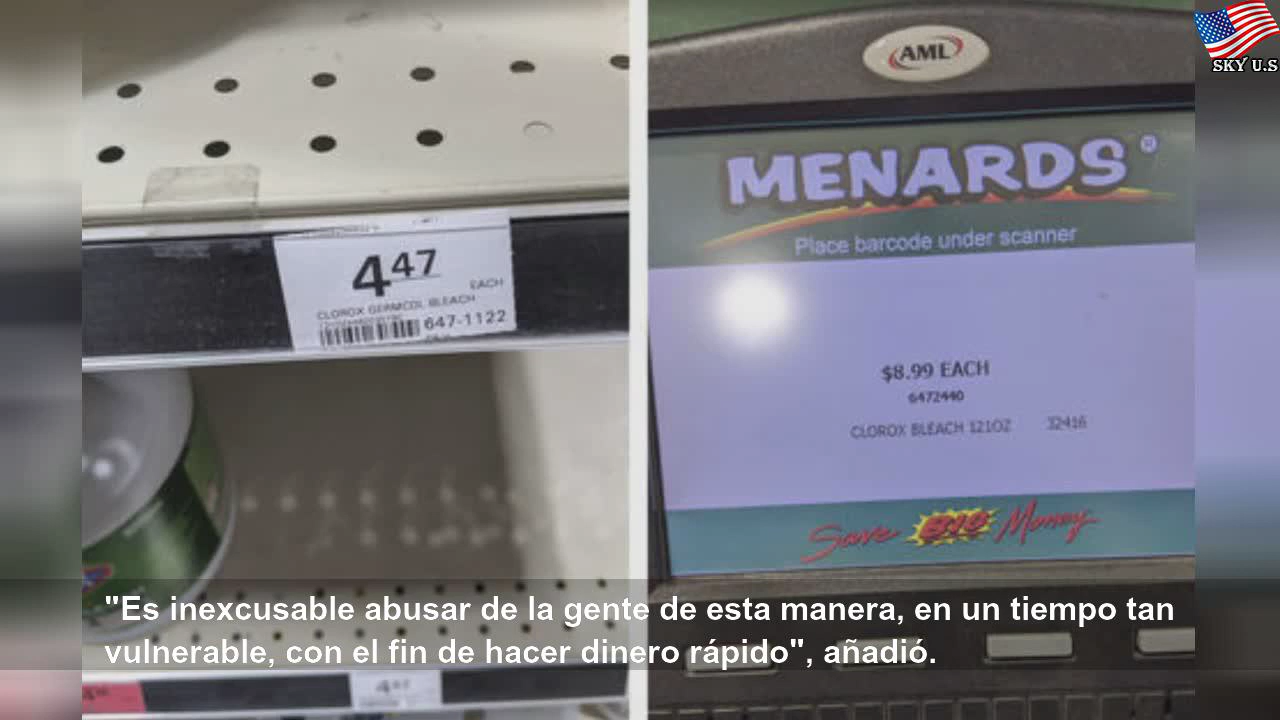 SKY U.S
AML
MENARDS®
Place barcode under scanner
4 47
EACH
CLOROX GERMCDL BLEACH
647-1122
$8.99 EACH
6472440
CLOROX BLEACH 121OZ 32416
Save BIG Money
"Es inexcusable abusar de la gente de esta manera, en un tiempo tan
vulnerable, con el fin de hacer dinero rápido", añadió.